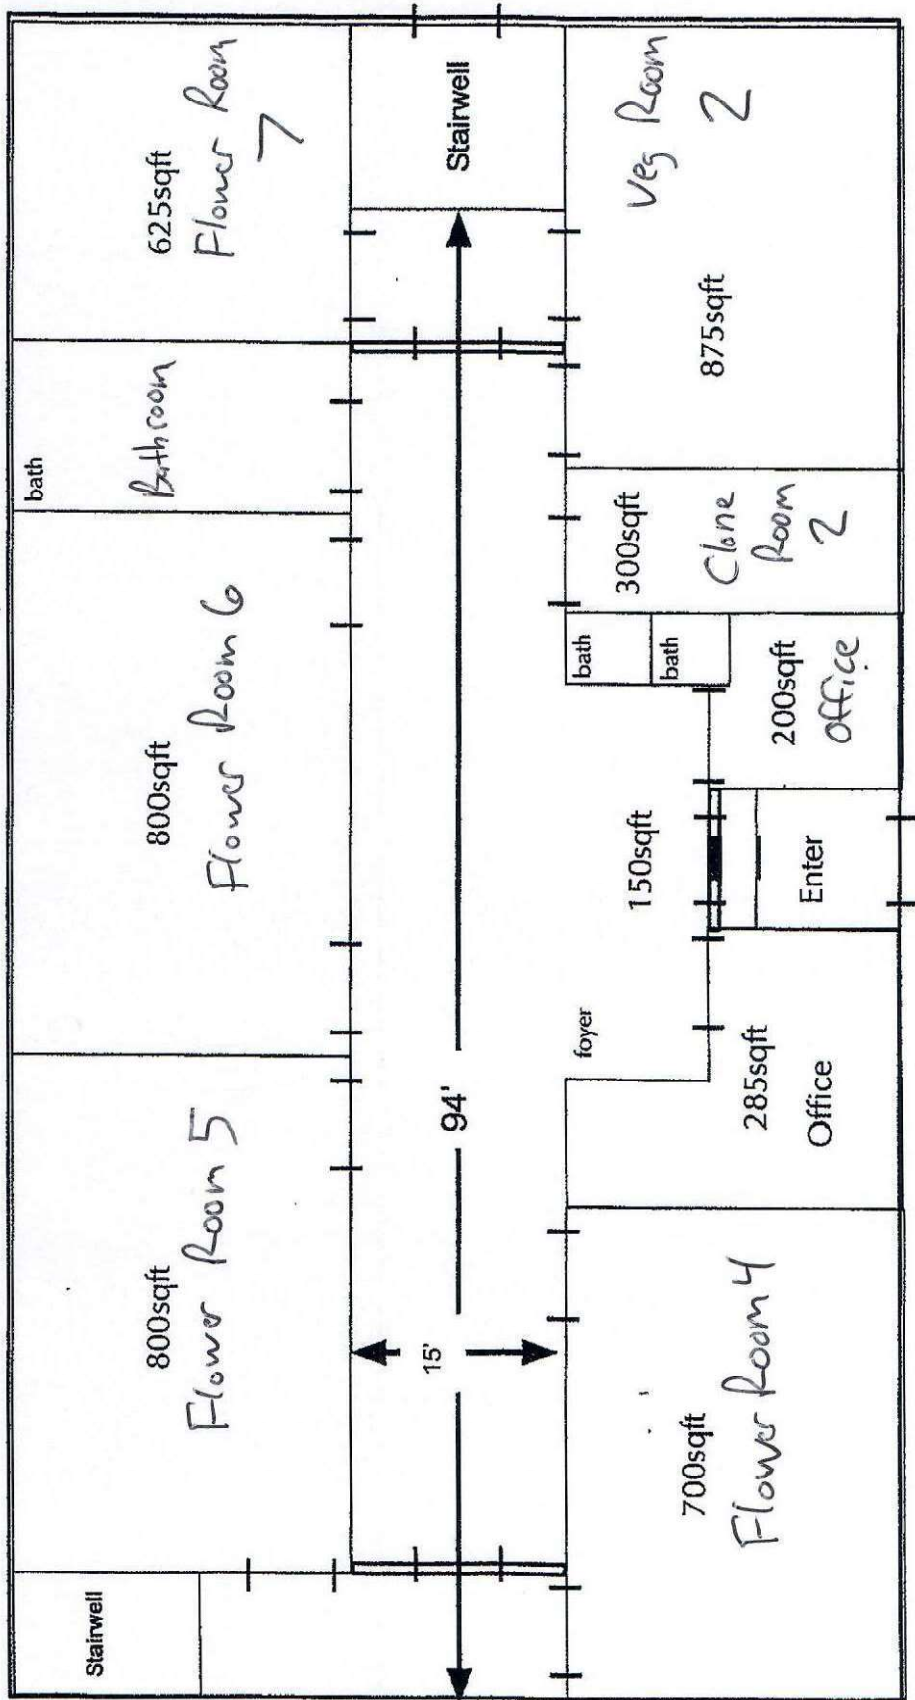 Stairwell
800sqft
Flower Room 5
800sqft
Flower Room 6
bath
Bathroom
625sqft
Flower Room
7
15'
94'
Stairwell
700sqft
Flower Room 4
285sqft
Office
foyer
150sqft
Enter
bath
bath
200sqft
Office
300sqft
Clone
Room
2
875sqft
Veg Room
2